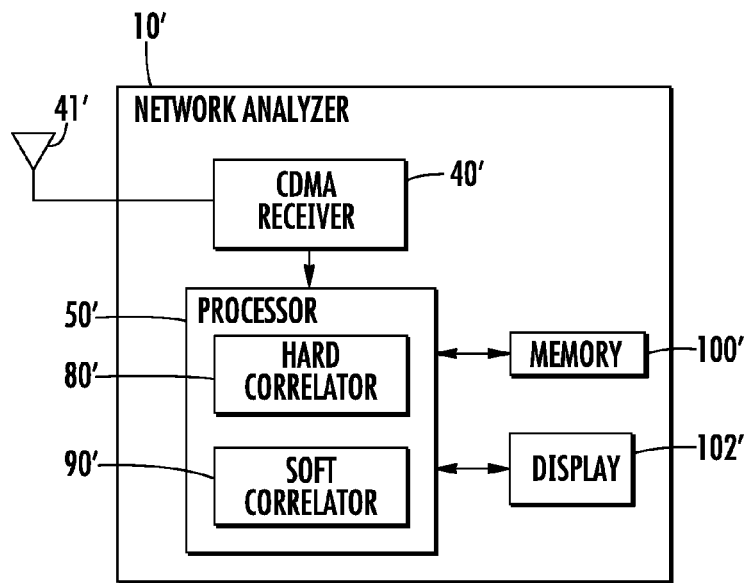 10′
41′
NETWORK ANALYZER
CDMA
RECEIVER
40′
50′
PROCESSOR
80′
HARD
CORRELATOR
MEMORY
100′
90′
SOFT
CORRELATOR
DISPLAY
102′